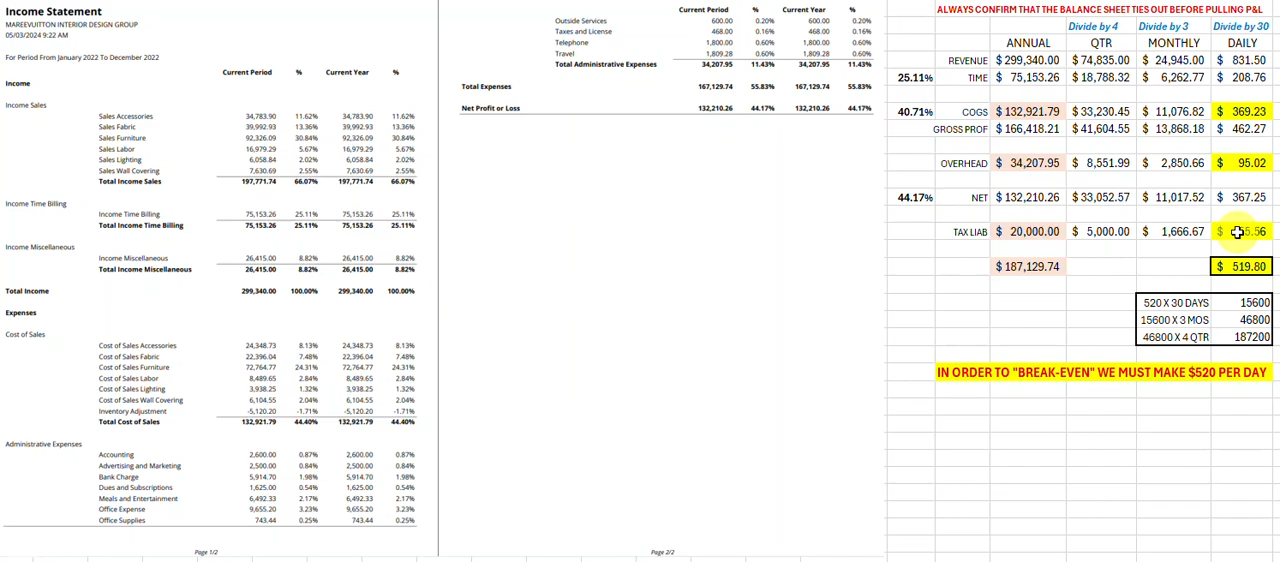 Income Statement
MAREEVUITTON INTERIOR DESIGN GROUP
05/03/2024 9:22 AM
For Period From January 2022 To December 2022
Current Period % Current Year %
Income
Income Sales
Sales Accessories 34,783.90 11.62% 34,783.90 11.62%
Sales Fabric 39,992.93 13.36% 39,992.93 13.36%
Sales Furniture 92,326.09 30.84% 92,326.09 30.84%
Sales Labor 16,979.29 5.67% 16,979.29 5.67%
Sales Lighting 6,058.84 2.02% 6,058.84 2.02%
Sales Wall Covering 7,630.69 2.55% 7,630.69 2.55%
Total Income Sales 197,771.74 66.07% 197,771.74 66.07%
Income Time Billing
Income Time Billing 75,153.26 25.11% 75,153.26 25.11%
Total Income Time Billing 75,153.26 25.11% 75,153.26 25.11%
Income Miscellaneous
Income Miscellaneous 26,415.00 8.82% 26,415.00 8.82%
Total Income Miscellaneous 26,415.00 8.82% 26,415.00 8.82%
Total Income 299,340.00 100.00% 299,340.00 100.00%
Expenses
Cost of Sales
Cost of Sales Accessories 24,348.73 8.13% 24,348.73 8.13%
Cost of Sales Fabric 22,396.04 7.48% 22,396.04 7.48%
Cost of Sales Furniture 72,764.77 24.31% 72,764.77 24.31%
Cost of Sales Labor 8,489.65 2.84% 8,489.65 2.84%
Cost of Sales Lighting 3,938.25 1.32% 3,938.25 1.32%
Cost of Sales Wall Covering 6,104.55 2.04% 6,104.55 2.04%
Inventory Adjustment -5,120.20 -1.71% -5,120.20 -1.71%
Total Cost of Sales 132,921.79 44.40% 132,921.79 44.40%
Administrative Expenses
Accounting 2,600.00 0.87% 2,600.00 0.87%
Advertising and Marketing 2,500.00 0.84% 2,500.00 0.84%
Bank Charge 5,914.70 1.98% 5,914.70 1.98%
Dues and Subscriptions 1,625.00 0.54% 1,625.00 0.54%
Meals and Entertainment 6,492.33 2.17% 6,492.33 2.17%
Office Expense 9,655.20 3.23% 9,655.20 3.23%
Office Supplies 743.44 0.25% 743.44 0.25%
Page 1/2
Current Period % Current Year %
Outside Services 600.00 0.20% 600.00 0.20%
Taxes and License 468.00 0.16% 468.00 0.16%
Telephone 1,800.00 0.60% 1,800.00 0.60%
Travel 1,809.28 0.60% 1,809.28 0.60%
Total Administrative Expenses 34,207.95 11.43% 34,207.95 11.43%
Total Expenses 167,129.74 55.83% 167,129.74 55.83%
Net Profit or Loss 132,210.26 44.17% 132,210.26 44.17%
Page 2/2
ALWAYS CONFIRM THAT THE BALANCE SHEET TIES OUT BEFORE PULLING P&L
Divide by 4 Divide by 3 Divide by 30
ANNUAL QTR MONTHLY DAILY
REVENUE $ 299,340.00 $ 74,835.00 $ 24,945.00 $ 831.50
25.11% TIME $ 75,153.26 $ 18,788.32 $ 6,262.77 $ 208.76
40.71% COGS $ 132,921.79 $ 33,230.45 $ 11,076.82 $ 369.23
GROSS PROF $ 166,418.21 $ 41,604.55 $ 13,868.18 $ 462.27
OVERHEAD $ 34,207.95 $ 8,551.99 $ 2,850.66 $ 95.02
44.17% NET $ 132,210.26 $ 33,052.57 $ 11,017.52 $ 367.25
TAX LIAB $ 20,000.00 $ 5,000.00 $ 1,666.67 $
$ 187,129.74 $ 519.80
520 X 30 DAYS 15600
15600 X 3 MOS 46800
46800 X 4 QTR 187200
IN ORDER TO "BREAK-EVEN" WE MUST MAKE $520 PER DAY